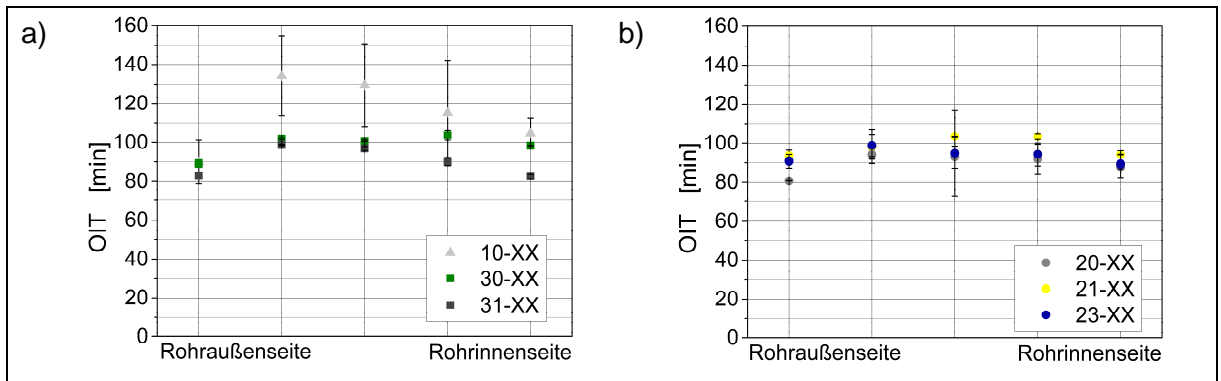 a)
OIT [min]
160
140
120
100
80
60
40
20
0
10-XX
30-XX
31-XX
Rohraußenseite Rohrinnenseite
b)
OIT [min]
160
140
120
100
80
60
40
20
0
20-XX
21-XX
23-XX
Rohraußenseite Rohrinnenseite